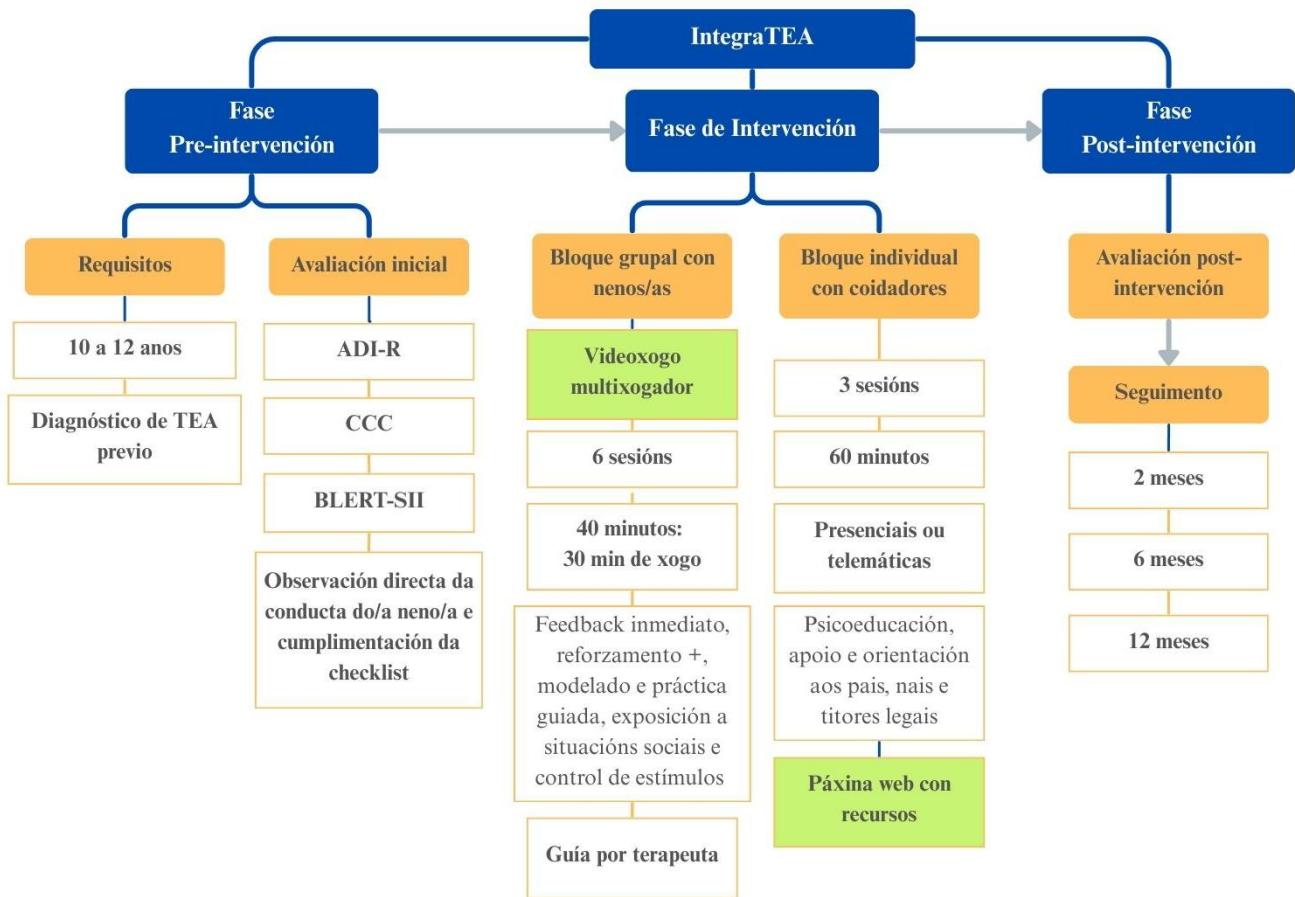 IntegraTEA
Fase
Pre-intervención
Fase de Intervención
Fase
Post-intervención
Requisitos
10 a 12 anos
Diagnóstico de TEA
previo
Avaliación inicial
ADI-R
CCC
BLERT-SII
Observación directa da
conducta do/a neno/a e
cumplimentación da
checklist
Bloque grupal con
nenos/as
Videoxogo
multixogador
6 sesións
40 minutos:
30 min de xogo
Feedback inmediato,
reforzamento +,
modelado e práctica
guiada, exposición a
situacións sociais e
control de estímulos
Guía por terapeuta
Bloque individual
con coidadores
3 sesións
60 minutos
Presenciais ou
telemáticas
Psicoeducación,
apoio e orientación
aos pais, nais e
titores legais
Páxina web con
recursos
Avaliación post-
intervención
Seguimento
2 meses
6 meses
12 meses